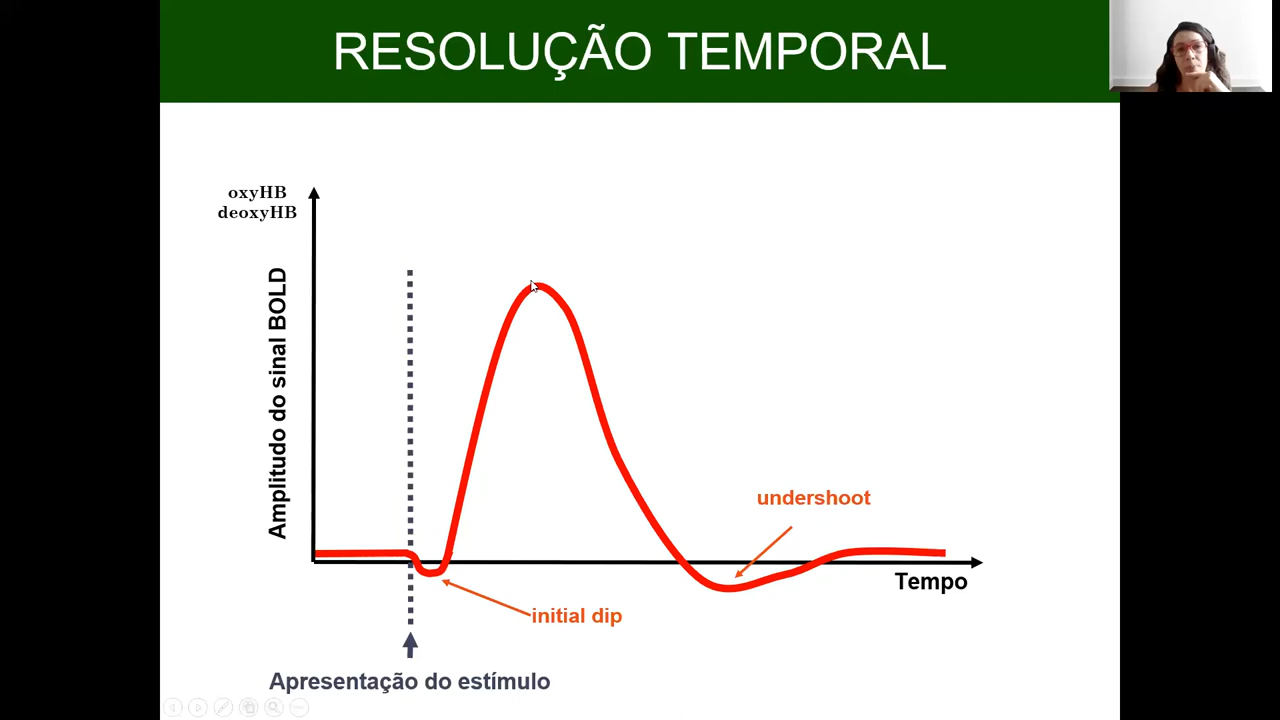 RESOLUÇÃO TEMPORAL
oxyHB
deoxyHB
Amplitudo do sinal BOLD
undershoot
Tempo
initial dip
Apresentação do estímulo